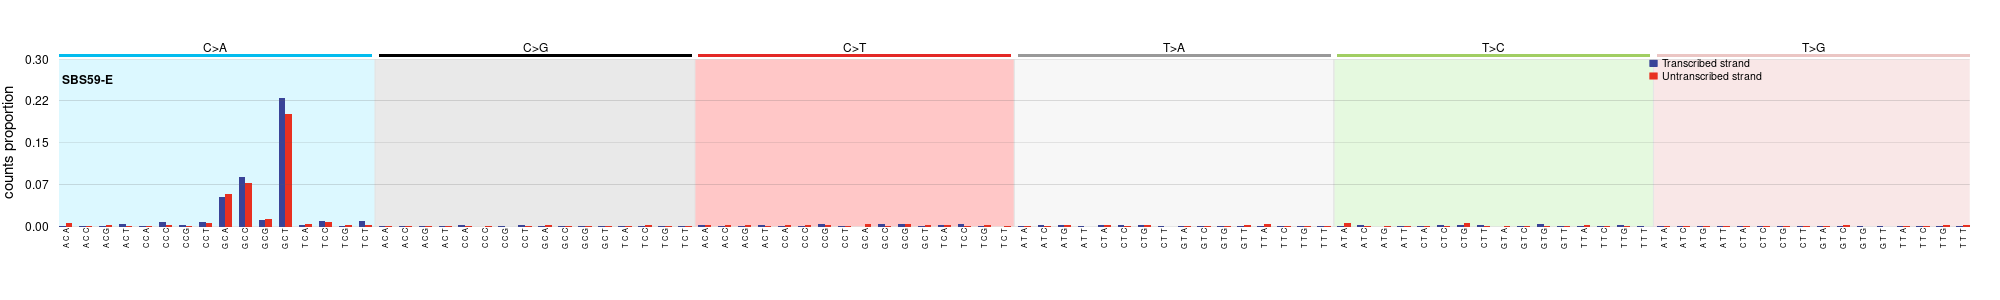 C>A C>G C>T T>A T>C T>G
0.30
SBS59-E
Transcribed strand
Untranscribed strand
0.22
0.15
0.07
0.00
counts proportion
ACA ACC ACG ACT CCA CCC CCG CCT GCA GCC GCG GCT TCA TCC TCG TCT ACA ACC ACG ACT CCA CCC CCG CCT GCA GCC GCG GCT TCA TCC TCG TCT ACA ACC ACG ACT CCA CCC CCG CCT GCA GCC GCG GCT TCA TCC TCG TCT ATA ATC ATG ATT CTA CTC CTG CTT GTA GTC GTG GTT TTA TTC TTG TTT ATA ATC ATG ATT CTA CTC CTG CTT GTA GTC GTG GTT TTA TTC TTG TTT ATA ATC ATG ATT CTA CTC CTG CTT GTA GTC GTG GTT TTA TTC TTG TTT